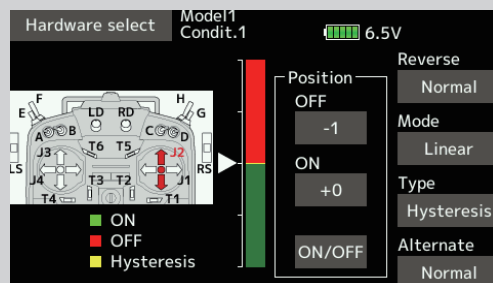 Hardware select
Model1
Condit.1
6.5V
F
H
E
G
LD
RD
A
B
C
D
T6
T5
J3
J2
LS
RS
J4
T3
T2
J1
T4
T1
ON
OFF
Hysteresis
Position
OFF
-1
ON
+0
ON/OFF
Reverse
Normal
Mode
Linear
Type
Hysteresis
Alternate
Normal